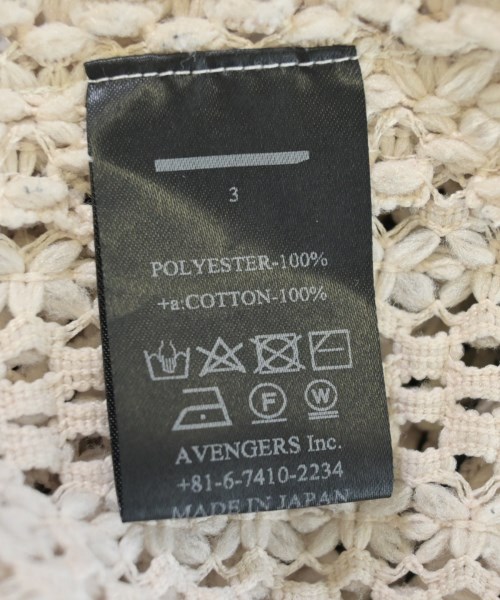 3
POLYESTER-100%
+a:COTTON-100%
F W
AVENGERS Inc.
+81-6-7410-2234
MADE IN JAPAN